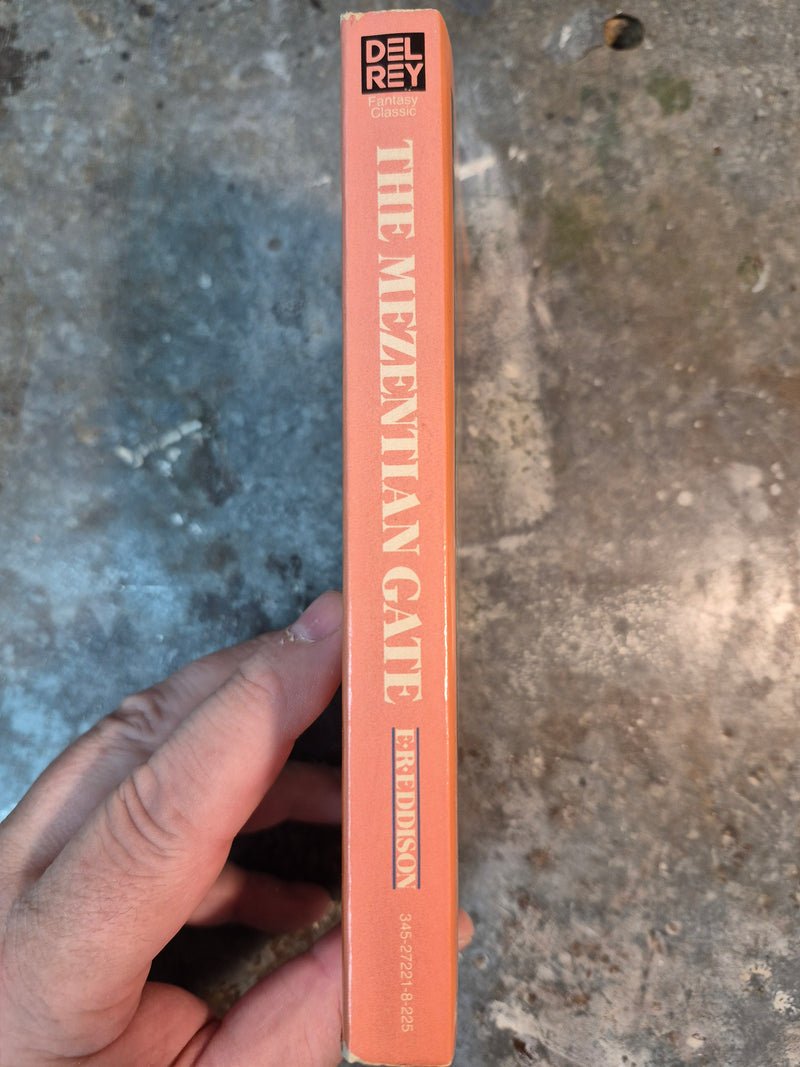 DEL
REY
Fantasy
Classic
THE MEZENTIAN GATE
E·R·EDDISON
345-27221-8-225